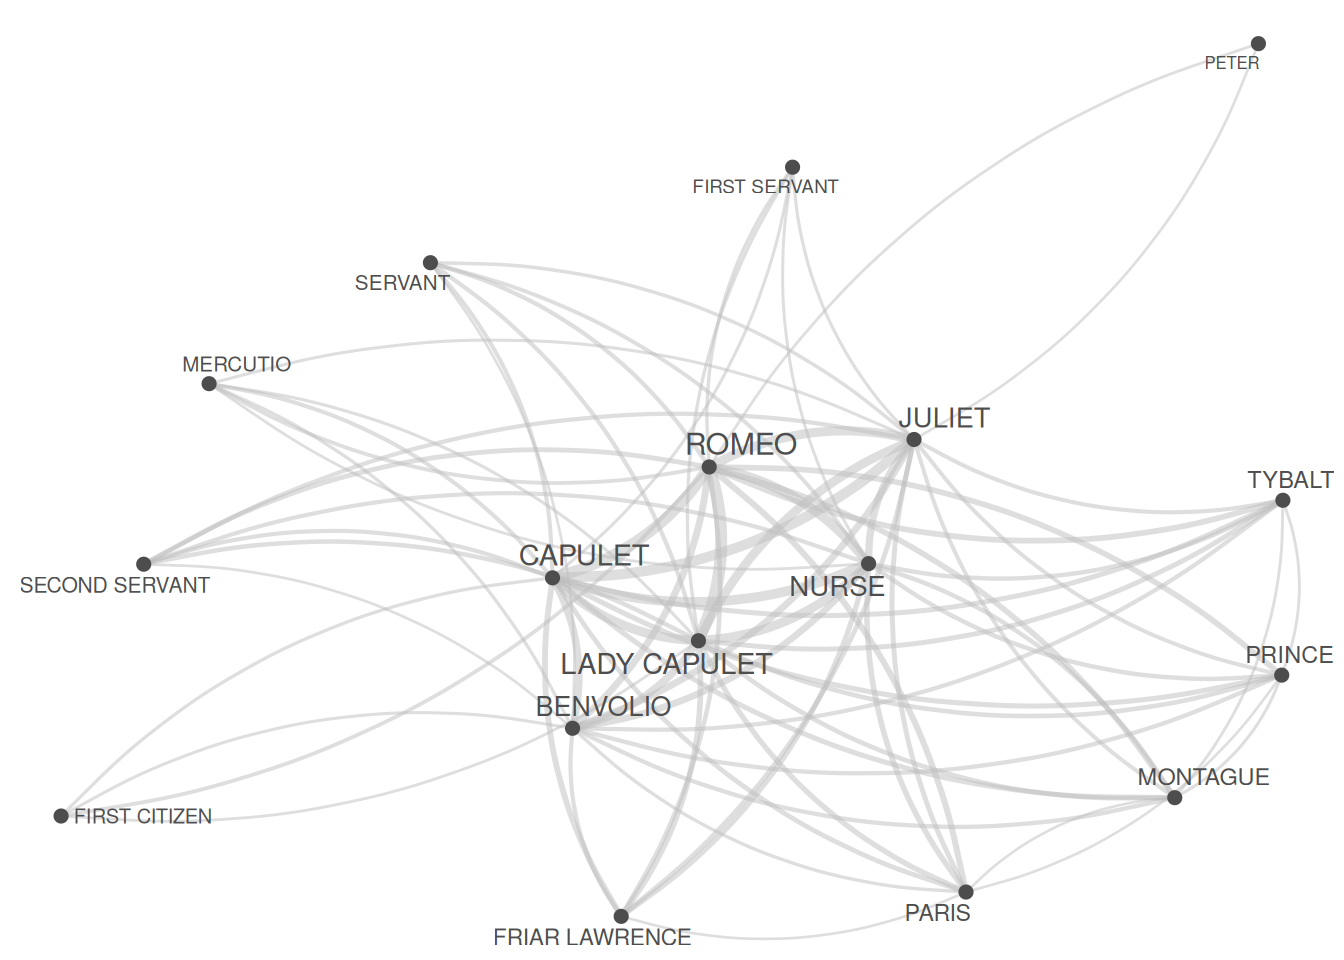 PETER
FIRST SERVANT
SERVANT
MERCUTIO
JULIET
ROMEO
TYBALT
CAPULET
SECOND SERVANT
NURSE
PRINCE
LADY CAPULET
BENVOLIO
MONTAGUE
FIRST CITIZEN
PARIS
FRIAR LAWRENCE